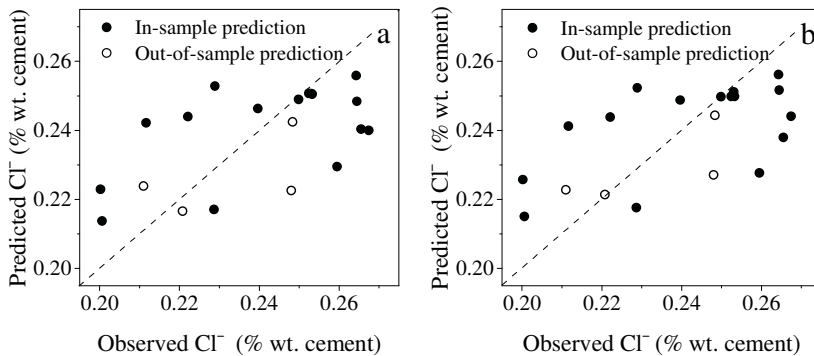 In-sample prediction
Out-of-sample prediction
a
0.26
0.24
0.22
0.20
Predicted Cl⁻ (% wt. cement)
0.20 0.22 0.24 0.26
Observed Cl⁻ (% wt. cement)
In-sample prediction
Out-of-sample prediction
b
0.26
0.24
0.22
0.20
Predicted Cl⁻ (% wt. cement)
0.20 0.22 0.24 0.26
Observed Cl⁻ (% wt. cement)